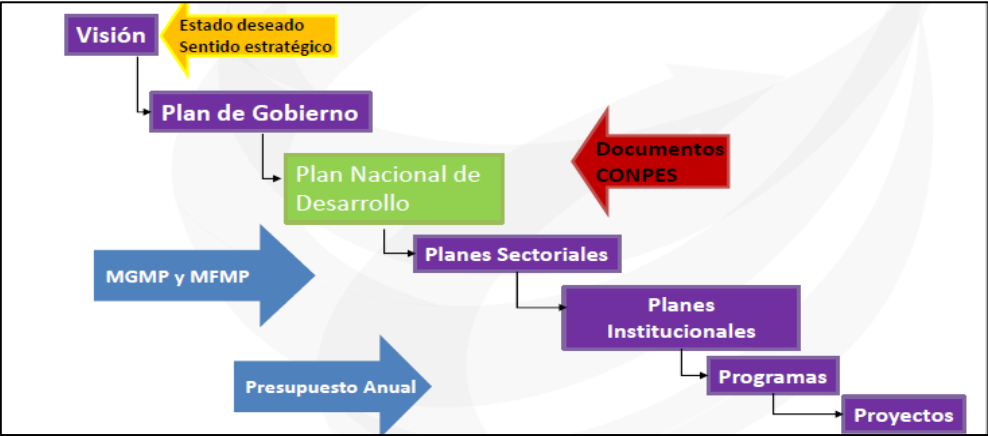 Visión
Estado deseado
Sentido estratégico
Plan de Gobierno
Documentos
CONPES
Plan Nacional de
Desarrollo
Planes Sectoriales
MGMP y MFMP
Planes
Institucionales
Programas
Presupuesto Anual
Proyectos